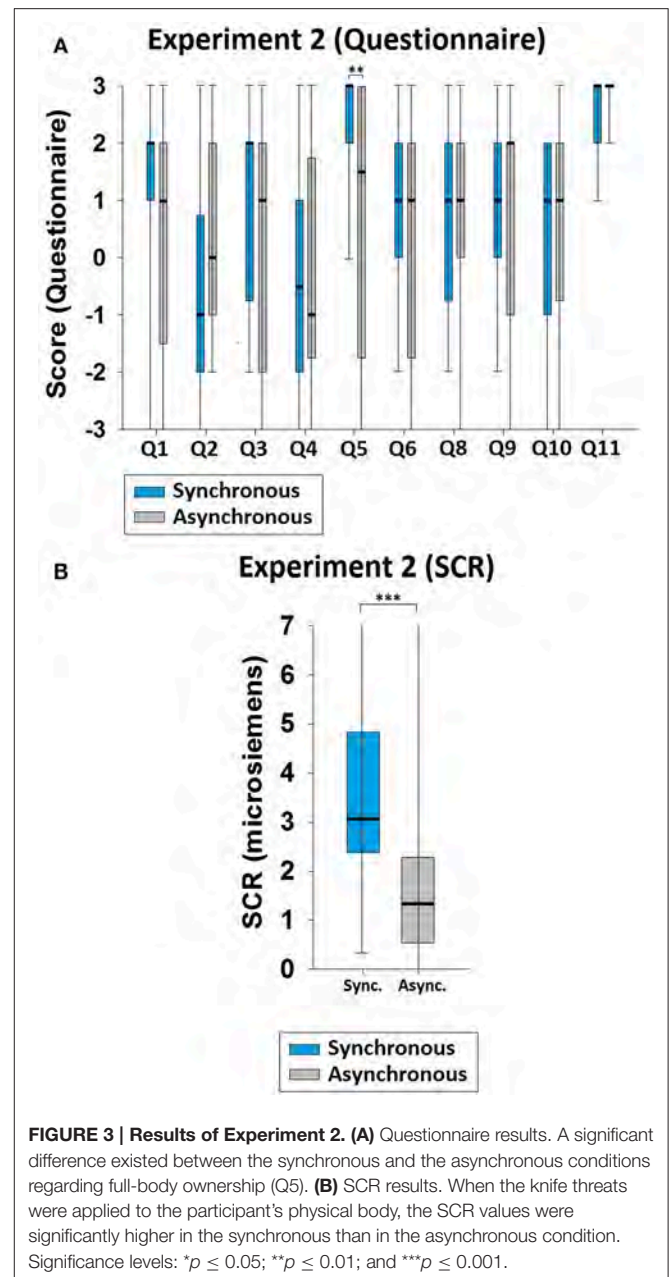 A
Experiment 2 (Questionnaire)
Score (Questionnaire)
3
2
1
0
-1
-2
-3
**
Q1 Q2 Q3 Q4 Q5 Q6 Q8 Q9 Q10 Q11
Synchronous
Asynchronous
B
Experiment 2 (SCR)
***
SCR (microsiemens)
7
6
5
4
3
2
1
0
Sync. Async.
Synchronous
Asynchronous
FIGURE 3 | Results of Experiment 2. (A) Questionnaire results. A significant
difference existed between the synchronous and the asynchronous conditions
regarding full-body ownership (Q5). (B) SCR results. When the knife threats
were applied to the participant's physical body, the SCR values were
significantly higher in the synchronous than in the asynchronous condition.
Significance levels: *p ≤ 0.05; **p ≤ 0.01; and ***p ≤ 0.001.